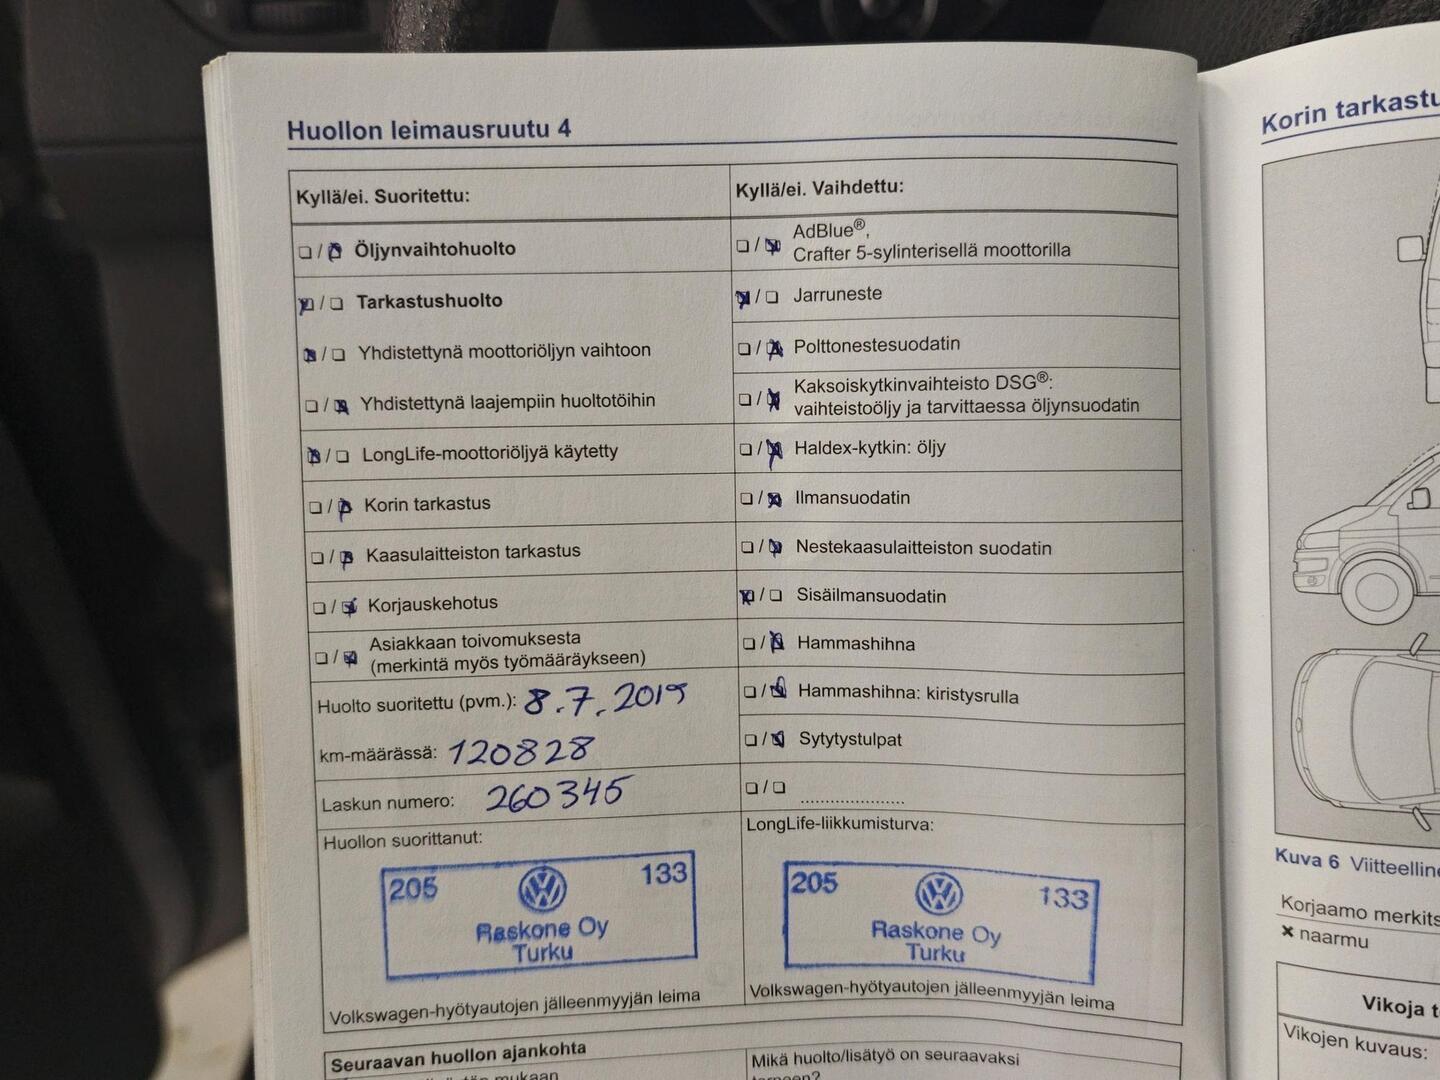 Huollon leimausruutu 4
Kyllä/ei. Suoritettu:
☐ / ☒ Öljynvaihtohuolto
☒ / ☐ Tarkastushuolto
☒ / ☐ Yhdistettynä moottoriöljyn vaihtoon
☐ / ☒ Yhdistettynä laajempiin huoltotöihin
☒ / ☐ LongLife-moottoriöljyä käytetty
☐ / ☒ Korin tarkastus
☐ / ☒ Kaasulaitteiston tarkastus
☐ / ☒ Korjauskehotus
☐ / ☒ Asiakkaan toivomuksesta
(merkintä myös työmääräykseen)
Huolto suoritettu (pvm.): 8.7.2019
km-määrässä: 120828
Laskun numero: 260345
Huollon suorittanut:
205 133
Raskone Oy
Turku
Volkswagen-hyötyautojen jälleenmyyjän leima
Kyllä/ei. Vaihdettu:
☐ / ☒ AdBlue®,
Crafter 5-sylinterisellä moottorilla
☒ / ☐ Jarruneste
☐ / ☒ Polttonestesuodatin
☐ / ☒ Kaksoiskytkinvaihteisto DSG®:
vaihteistoöljy ja tarvittaessa öljynsuodatin
☐ / ☒ Haldex-kytkin: öljy
☐ / ☒ Ilmansuodatin
☐ / ☒ Nestekaasulaitteiston suodatin
☒ / ☐ Sisäilmansuodatin
☐ / ☒ Hammashihna
☐ / ☒ Hammashihna: kiristysrulla
☐ / ☒ Sytytystulpat
☐ / ☐ .....................
LongLife-liikkumisturva:
205 133
Raskone Oy
Turku
Volkswagen-hyötyautojen jälleenmyyjän leima
Seuraavan huollon ajankohta
mukaan
Mikä huolto/lisätyö on seuraavaksi
Korin tarkastu
Kuva 6 Viitteelline
Korjaamo merkits
× naarmu
Vikoja t
Vikojen kuvaus: